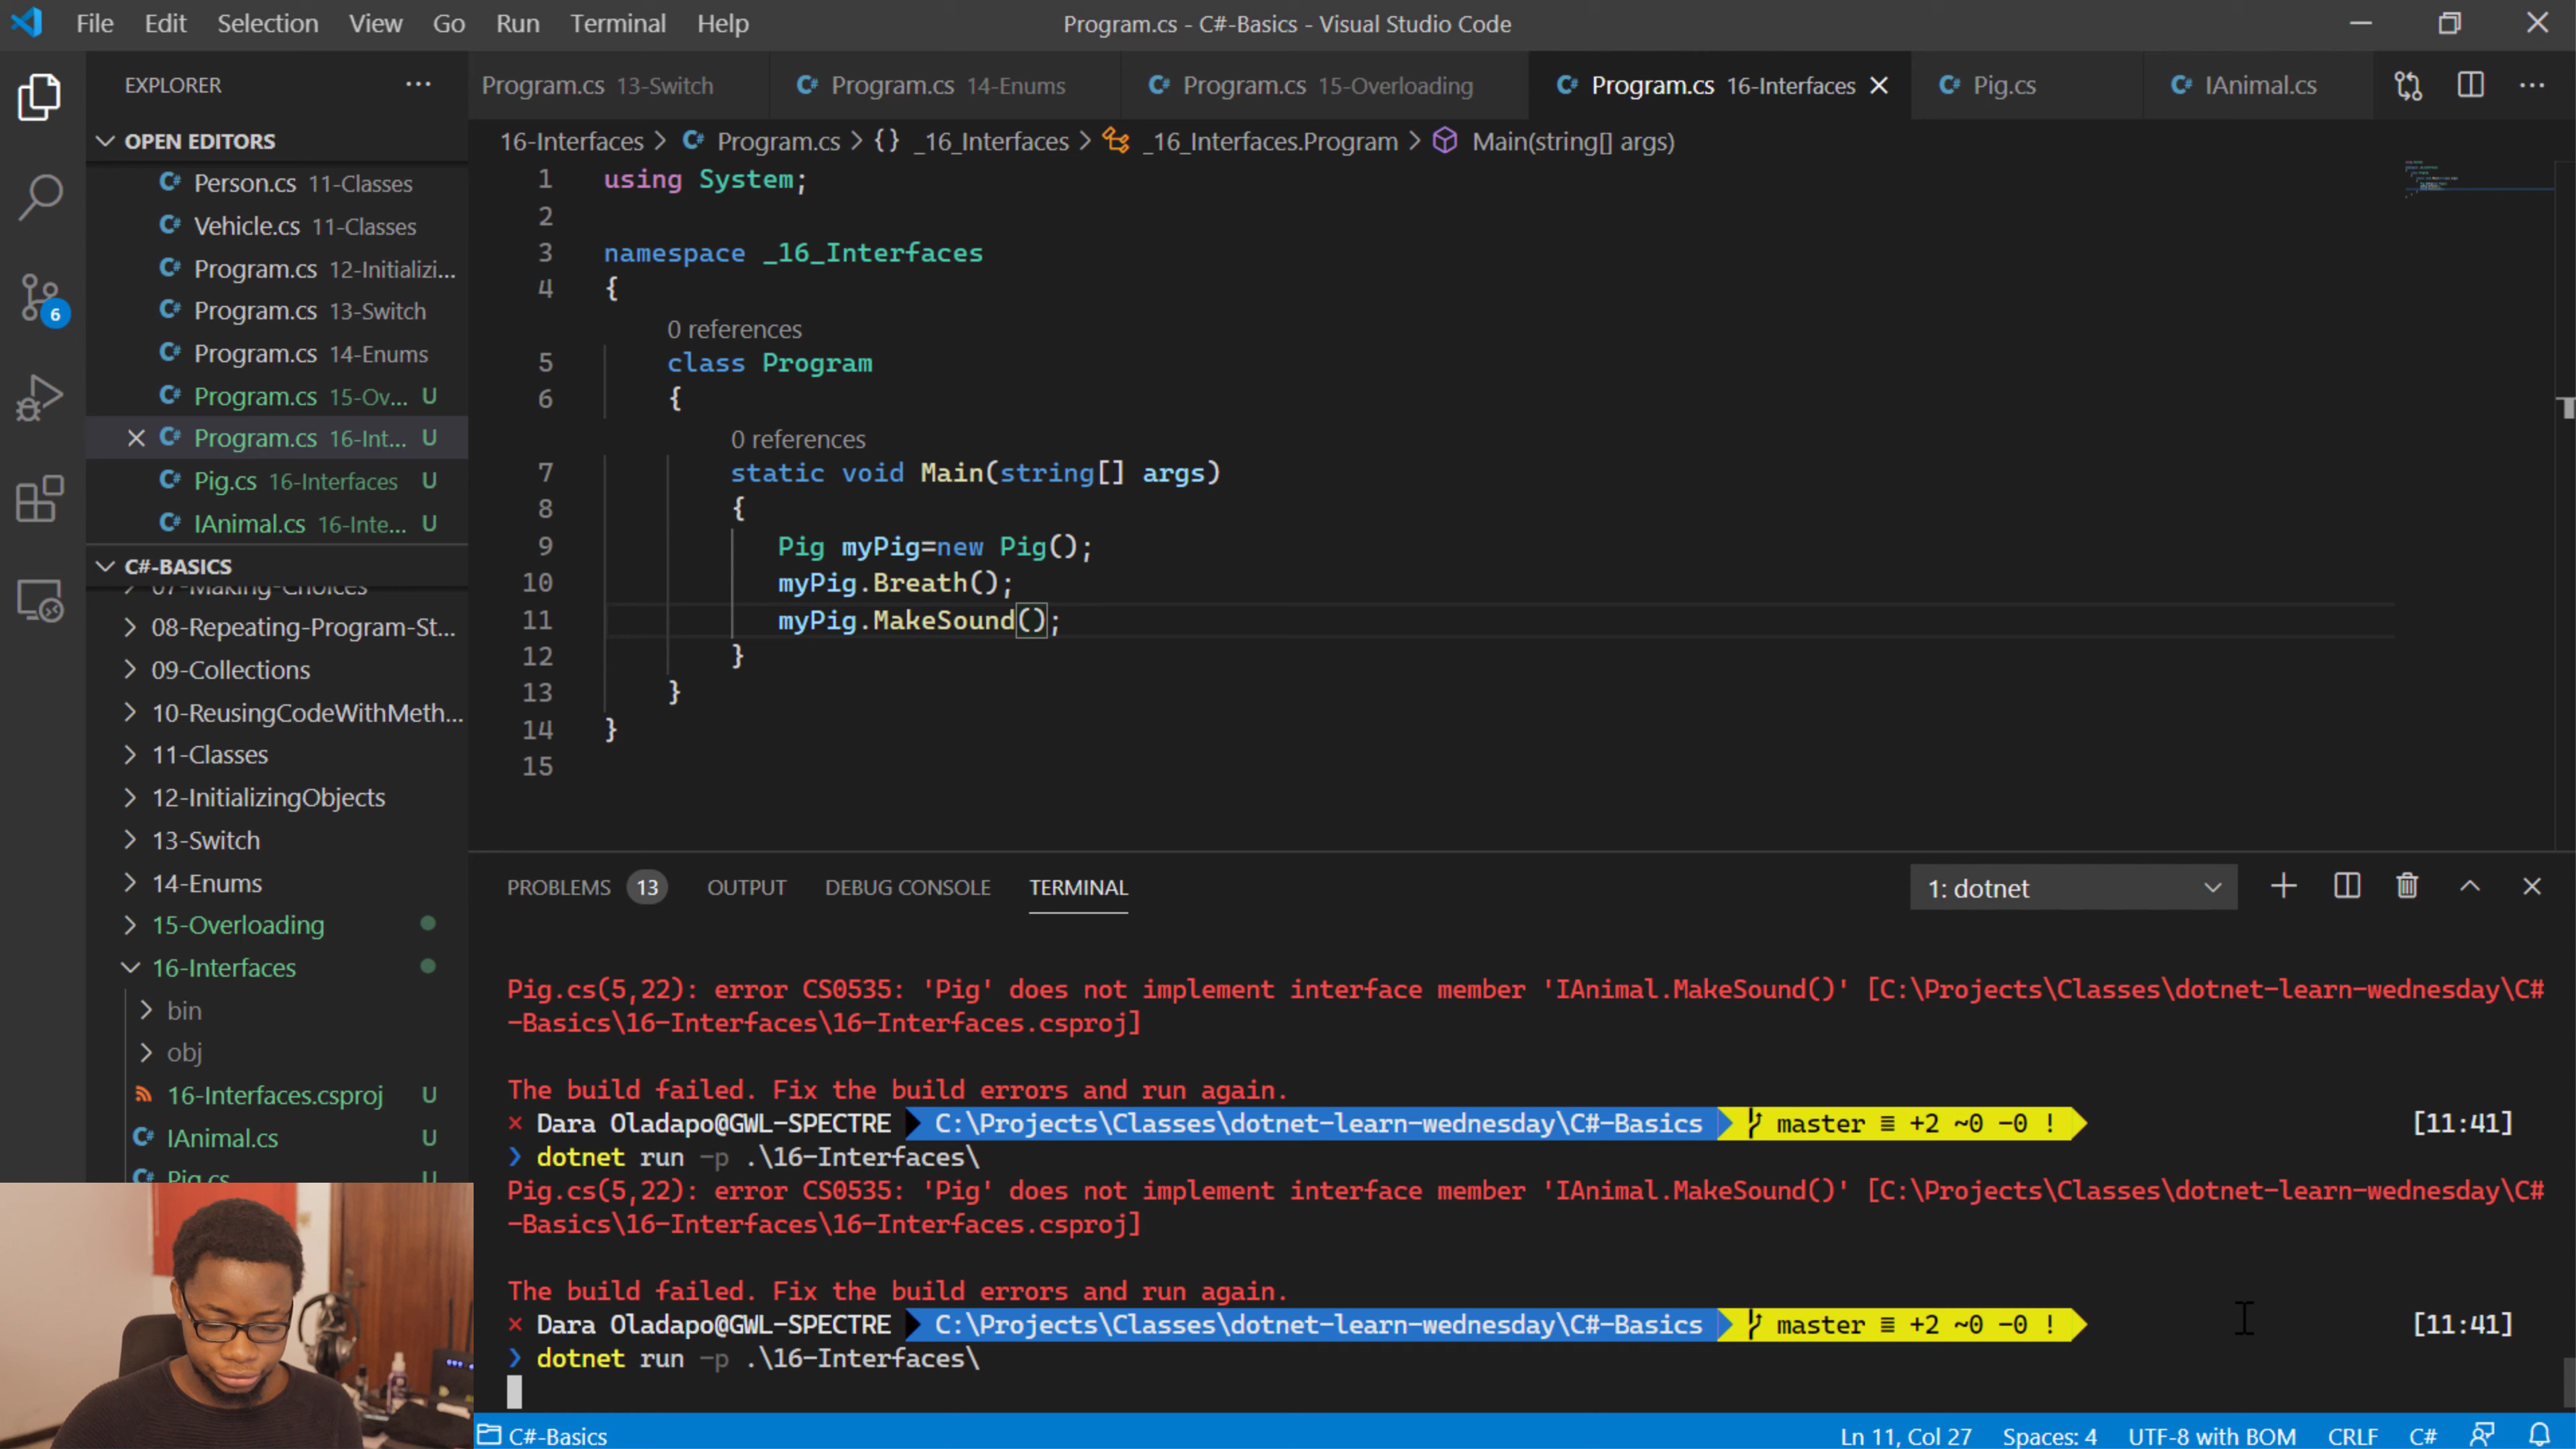 File Edit Selection View Go Run Terminal Help Program.cs - C#-Basics - Visual Studio Code
EXPLORER
OPEN EDITORS
Person.cs 11-Classes
Vehicle.cs 11-Classes
Program.cs 12-Initializi...
Program.cs 13-Switch
Program.cs 14-Enums
Program.cs 15-Ov... U
Program.cs 16-Int... U
Pig.cs 16-Interfaces U
IAnimal.cs 16-Inte... U
C#-BASICS
07-Making-Choices
08-Repeating-Program-St...
09-Collections
10-ReusingCodeWithMeth...
11-Classes
12-InitializingObjects
13-Switch
14-Enums
15-Overloading
16-Interfaces
bin
obj
16-Interfaces.csproj U
IAnimal.cs U
Pig.cs U
6
Program.cs 13-Switch Program.cs 14-Enums Program.cs 15-Overloading Program.cs 16-Interfaces Pig.cs IAnimal.cs
16-Interfaces > Program.cs > {} _16_Interfaces > _16_Interfaces.Program > Main(string[] args)
1 using System;
2
3 namespace _16_Interfaces
4 {
0 references
5 class Program
6 {
0 references
7 static void Main(string[] args)
8 {
9 Pig myPig=new Pig();
10 myPig.Breath();
11 myPig.MakeSound();
12 }
13 }
14 }
15
PROBLEMS 13 OUTPUT DEBUG CONSOLE TERMINAL 1: dotnet
Pig.cs(5,22): error CS0535: 'Pig' does not implement interface member 'IAnimal.MakeSound()' [C:\Projects\Classes\dotnet-learn-wednesday\C#
-Basics\16-Interfaces\16-Interfaces.csproj]
The build failed. Fix the build errors and run again.
× Dara Oladapo@GWL-SPECTRE C:\Projects\Classes\dotnet-learn-wednesday\C#-Basics master ≡ +2 ~0 -0 ! [11:41]
❯ dotnet run -p .\16-Interfaces\
Pig.cs(5,22): error CS0535: 'Pig' does not implement interface member 'IAnimal.MakeSound()' [C:\Projects\Classes\dotnet-learn-wednesday\C#
-Basics\16-Interfaces\16-Interfaces.csproj]
The build failed. Fix the build errors and run again.
× Dara Oladapo@GWL-SPECTRE C:\Projects\Classes\dotnet-learn-wednesday\C#-Basics master ≡ +2 ~0 -0 ! [11:41]
❯ dotnet run -p .\16-Interfaces\
C#-Basics Ln 11, Col 27 Spaces: 4 UTF-8 with BOM CRLF C#